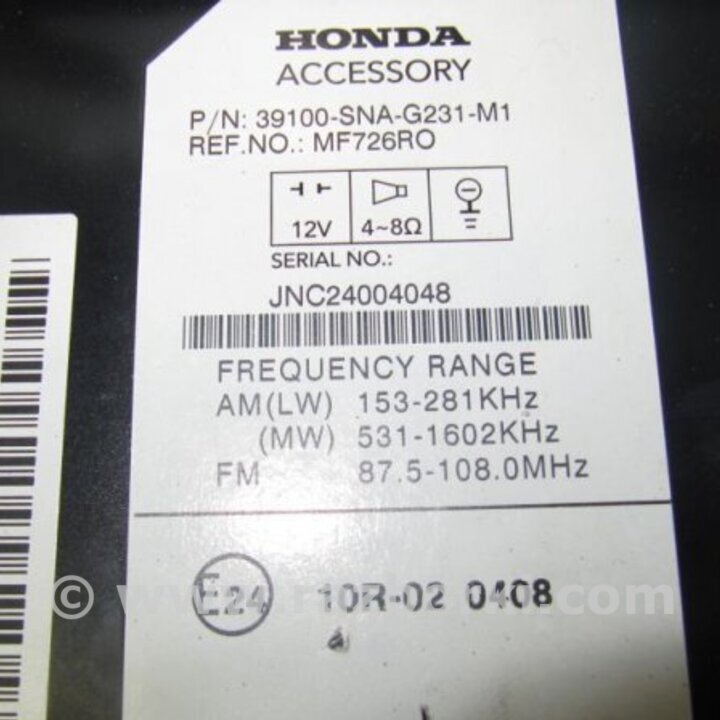 HONDA
ACCESSORY
P/N: 39100-SNA-G231-M1
REF.NO.: MF726RO
12V 4~8Ω
SERIAL NO.:
JNC24004048
FREQUENCY RANGE
AM(LW) 153-281KHz
(MW) 531-1602KHz
FM 87.5-108.0MHz
E24 10R-02 0408